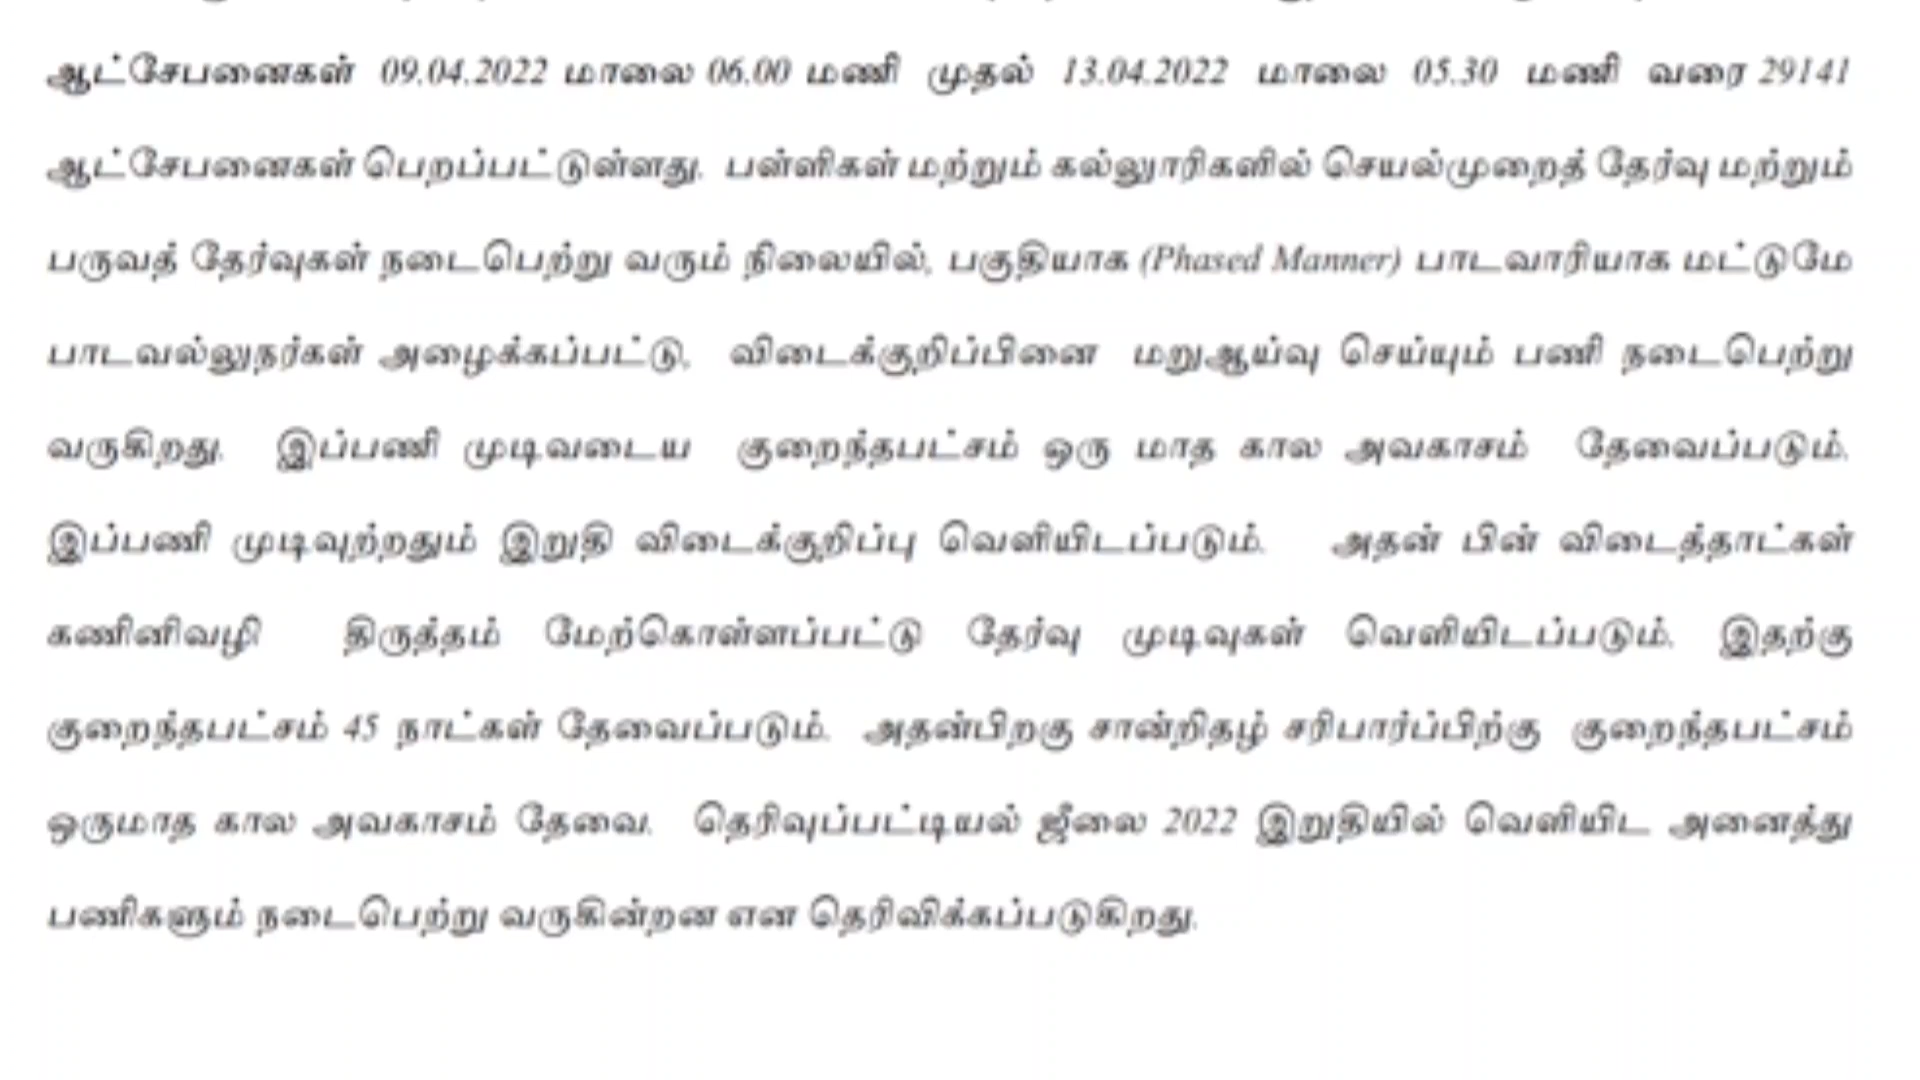 ஆட்சேபனைகள் 09.04.2022 மாலை 06.00 மணி முதல் 13.04.2022 மாலை 05.30 மணி வரை 29141
ஆட்சேபனைகள் பெறப்பட்டுள்ளது. பள்ளிகள் மற்றும் கல்லுாரிகளில் செயல்முறைத் தேர்வு மற்றும்
பருவத் தேர்வுகள் நடைபெற்று வரும் நிலையில், பகுதியாக (Phased Manner) பாடவாரியாக மட்டுமே
பாடவல்லுநர்கள் அழைக்கப்பட்டு, விடைக்குறிப்பினை மறுஆய்வு செய்யும் பணி நடைபெற்று
வருகிறது. இப்பணி முடிவடைய குறைந்தபட்சம் ஒரு மாத கால அவகாசம் தேவைப்படும்.
இப்பணி முடிவுற்றதும் இறுதி விடைக்குறிப்பு வெளியிடப்படும். அதன் பின் விடைத்தாட்கள்
கணினிவழி திருத்தம் மேற்கொள்ளப்பட்டு தேர்வு முடிவுகள் வெளியிடப்படும். இதற்கு
குறைந்தபட்சம் 45 நாட்கள் தேவைப்படும். அதன்பிறகு சான்றிதழ் சரிபார்ப்பிற்கு குறைந்தபட்சம்
ஒருமாத கால அவகாசம் தேவை. தெரிவுப்பட்டியல் ஜீலை 2022 இறுதியில் வெளியிட அனைத்து
பணிகளும் நடைபெற்று வருகின்றன என தெரிவிக்கப்படுகிறது.